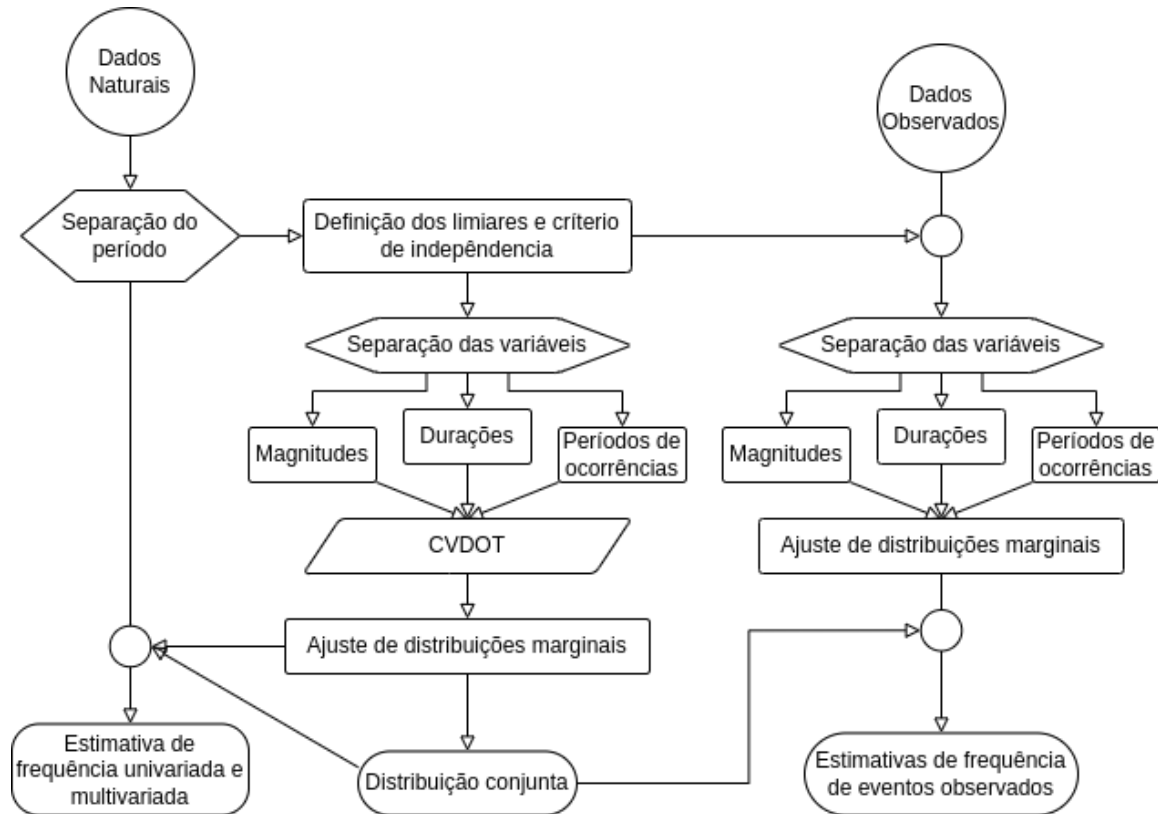 Dados
Naturais
Dados
Observados
Separação do
período
Definição dos limiares e crítério
de indepêndencia
Separação das variáveis
Separação das variáveis
Magnitudes
Durações
Períodos de
ocorrências
Magnitudes
Durações
Períodos de
ocorrências
CVDOT
Ajuste de distribuições marginais
Ajuste de distribuições marginais
Estimativa de
frequência univariada e
multivariada
Distribuição conjunta
Estimativas de frequência
de eventos observados